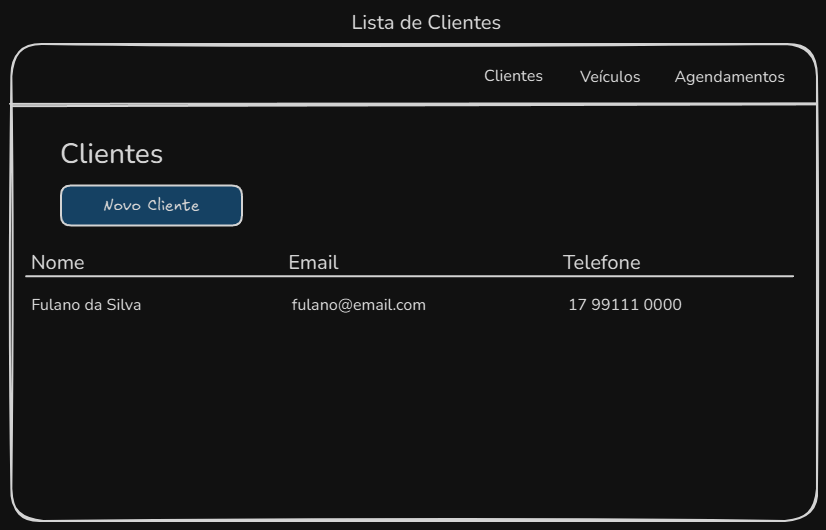 Lista de Clientes
Clientes Veículos Agendamentos
Clientes
Novo Cliente
Nome Email Telefone
Fulano da Silva fulano@email.com 17 99111 0000